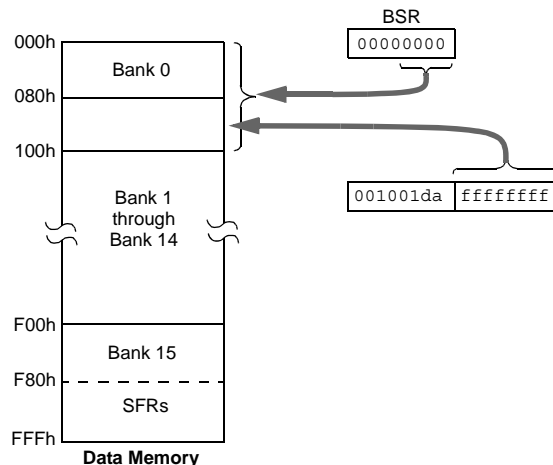 BSR
00000000
000h
Bank 0
080h
100h
001001da ffffffff
Bank 1
through
Bank 14
F00h
Bank 15
F80h
SFRs
FFFh
Data Memory